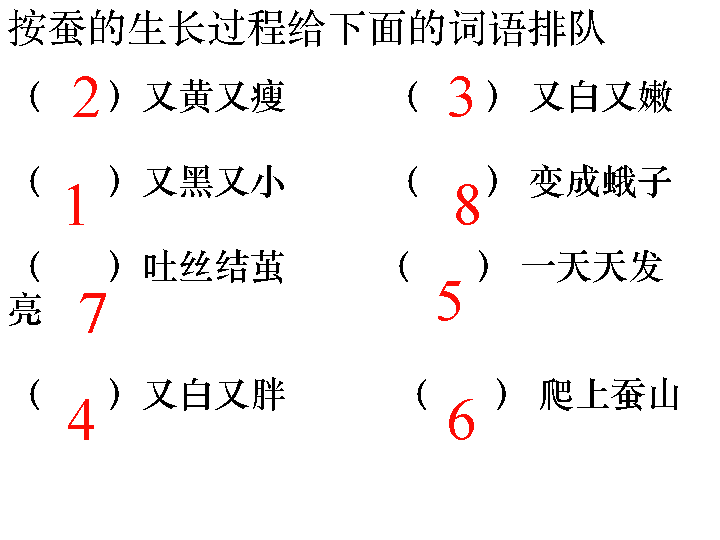 按蚕的生长过程给下面的词语排队
（ 2 ）又黄又瘦 （ 3 ） 又白又嫩
（ 1 ）又黑又小 （ 8 ） 变成蛾子
（ 7 ）吐丝结茧 （ 5 ） 一天天发
亮
（ 4 ）又白又胖 （ 6 ） 爬上蚕山